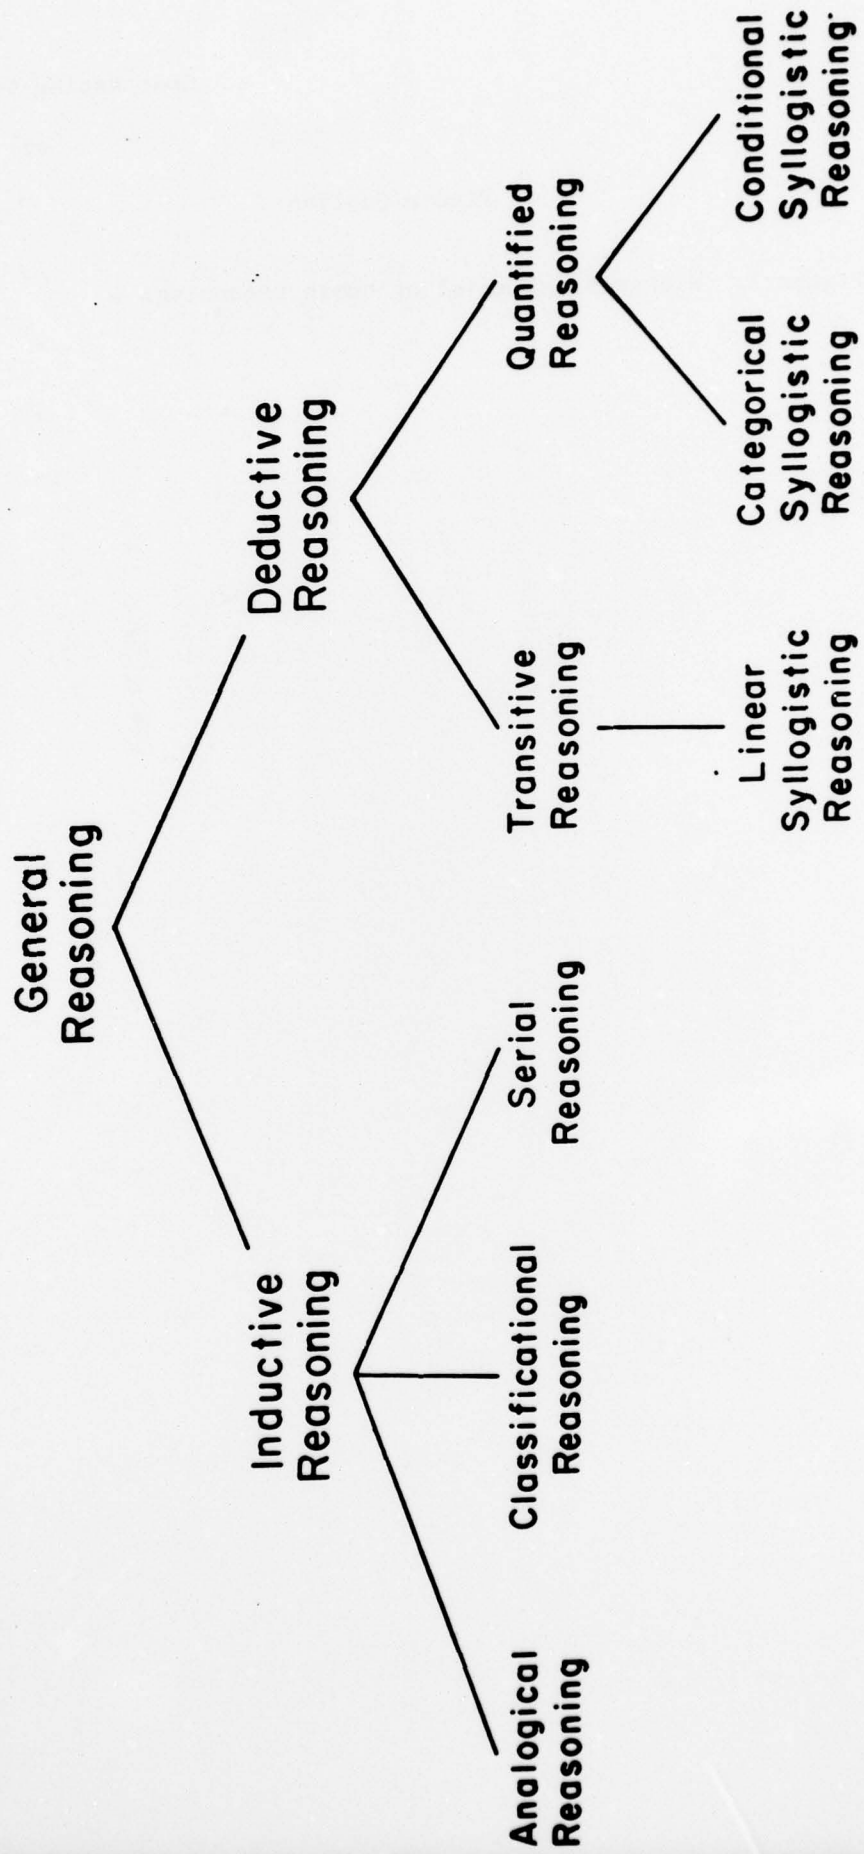 General
Reasoning
Inductive
Reasoning
Deductive
Reasoning
Analogical
Reasoning
Classificational
Reasoning
Serial
Reasoning
Transitive
Reasoning
Quantified
Reasoning
Linear
Syllogistic
Reasoning
Categorical
Syllogistic
Reasoning
Conditional
Syllogistic
Reasoning